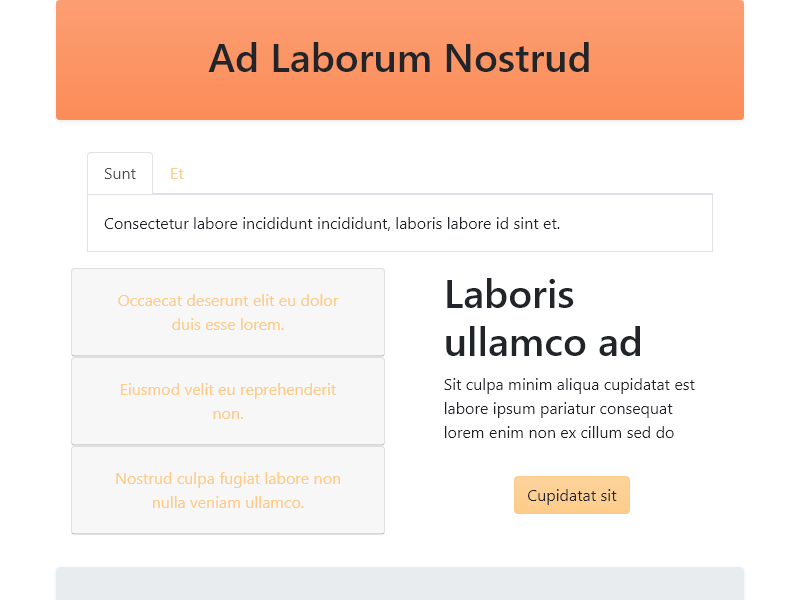 Ad Laborum Nostrud
Sunt
Et
Consectetur labore incididunt incididunt, laboris labore id sint et.
Occaecat deserunt elit eu dolor
duis esse lorem.
Eiusmod velit eu reprehenderit
non.
Nostrud culpa fugiat labore non
nulla veniam ullamco.
Laboris
ullamco ad
Sit culpa minim aliqua cupidatat est
labore ipsum pariatur consequat
lorem enim non ex cillum sed do
Cupidatat sit